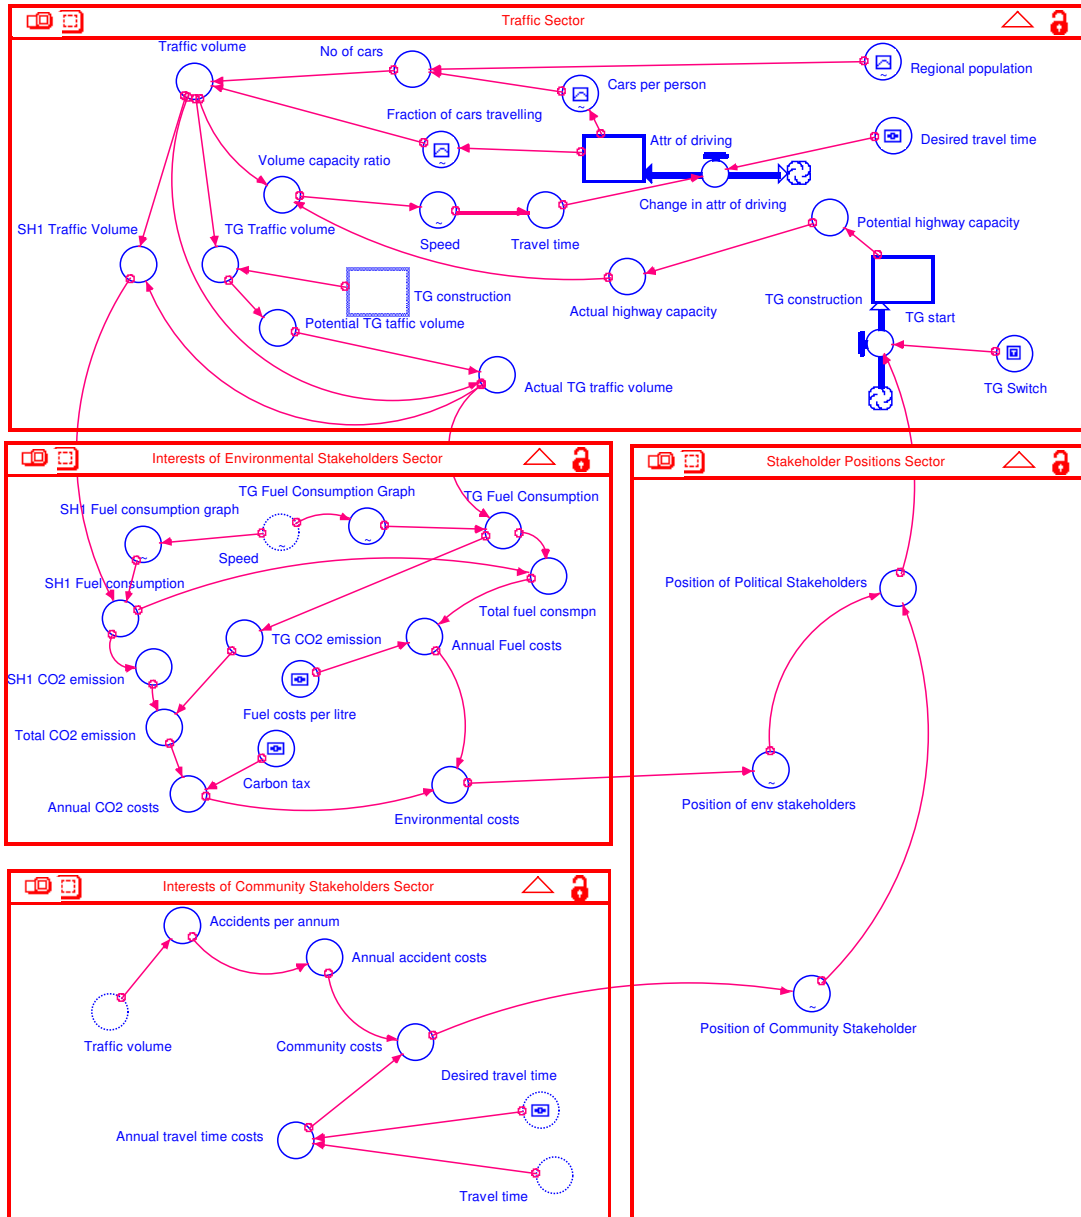 Traffic Sector
Traffic volume
No of cars
Cars per person
Regional population
Fraction of cars travelling
Attr of driving
Desired travel time
Volume capacity ratio
Change in attr of driving
Potential highway capacity
SH1 Traffic Volume
TG Traffic volume
Speed
Travel time
TG construction
Actual highway capacity
TG construction
TG start
Potential TG taffic volume
Actual TG traffic volume
TG Switch
Interests of Environmental Stakeholders Sector
TG Fuel Consumption Graph
TG Fuel Consumption
SH1 Fuel consumption graph
Speed
SH1 Fuel consumption
Total fuel consmpn
TG CO2 emission
Annual Fuel costs
SH1 CO2 emission
Fuel costs per litre
Total CO2 emission
Carbon tax
Annual CO2 costs
Environmental costs
Stakeholder Positions Sector
Position of Political Stakeholders
Position of env stakeholders
Position of Community Stakeholder
Interests of Community Stakeholders Sector
Accidents per annum
Annual accident costs
Traffic volume
Community costs
Desired travel time
Annual travel time costs
Travel time